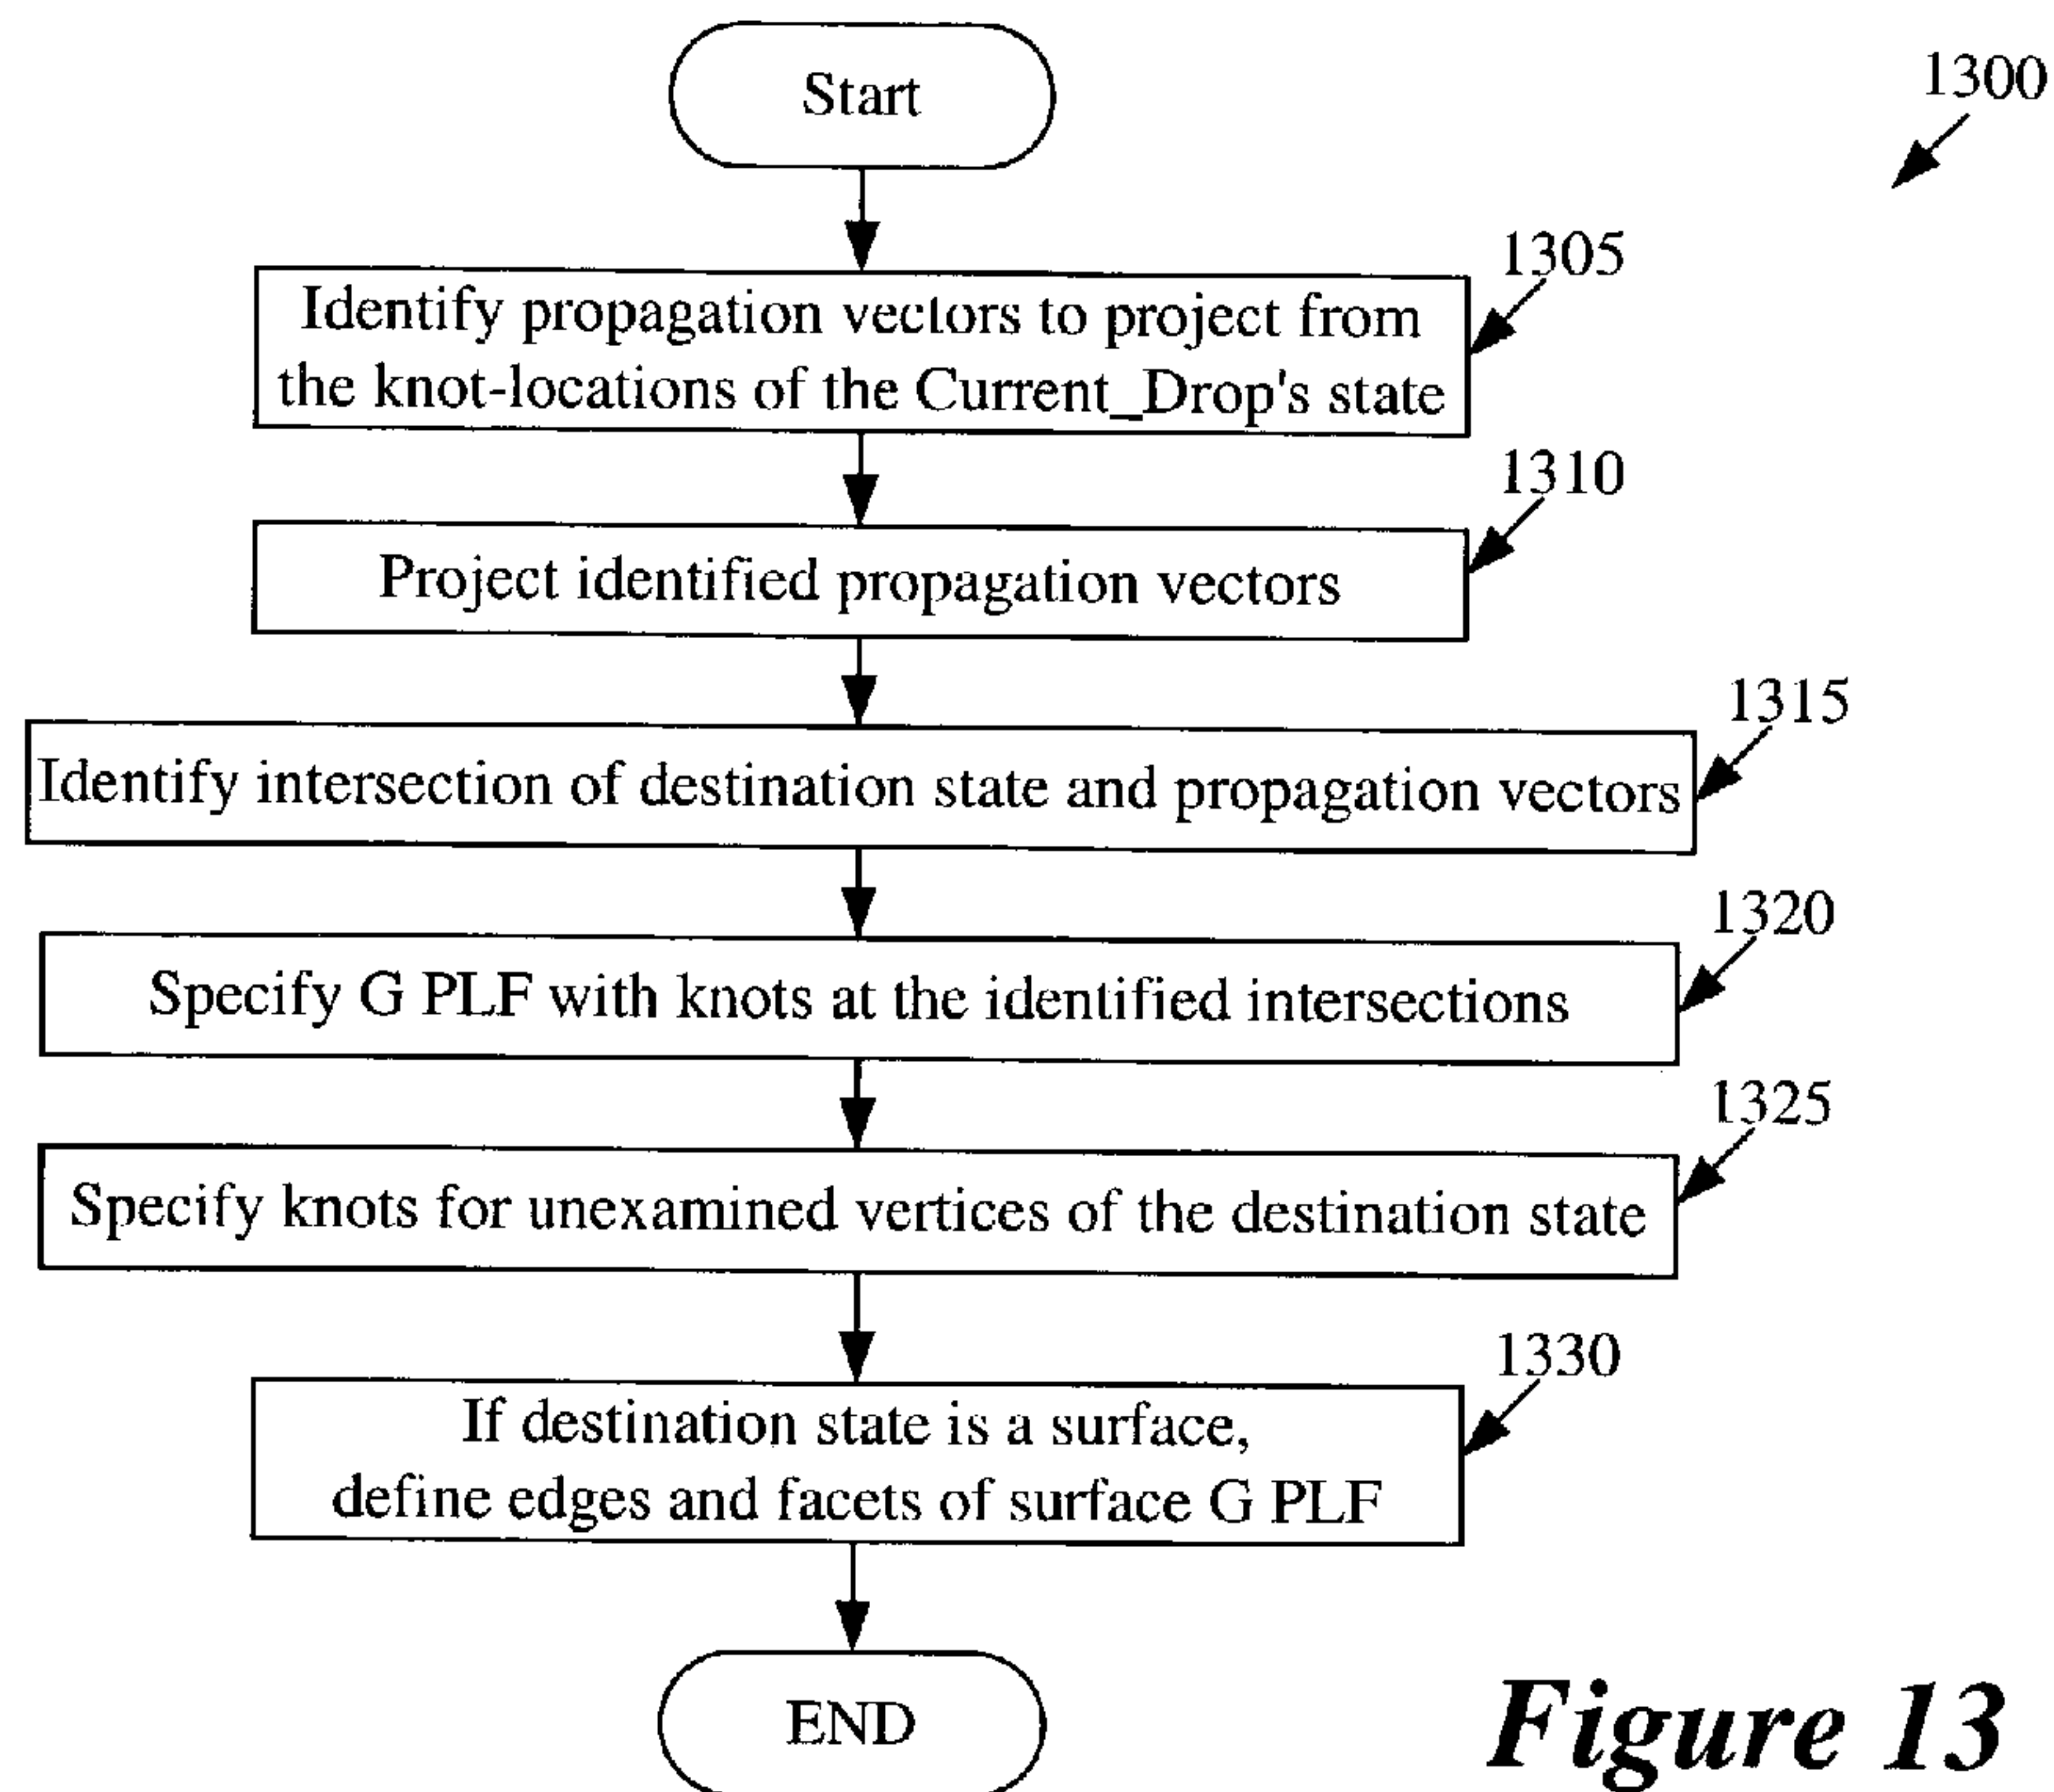 Start
1300
1305
Identify propagation vectors to project from
the knot-locations of the Current_Drop's state
1310
Project identified propagation vectors
1315
Identify intersection of destination state and propagation vectors
1320
Specify G PLF with knots at the identified intersections
1325
Specify knots for unexamined vertices of the destination state
1330
If destination state is a surface,
define edges and facets of surface G PLF
END
Figure 13